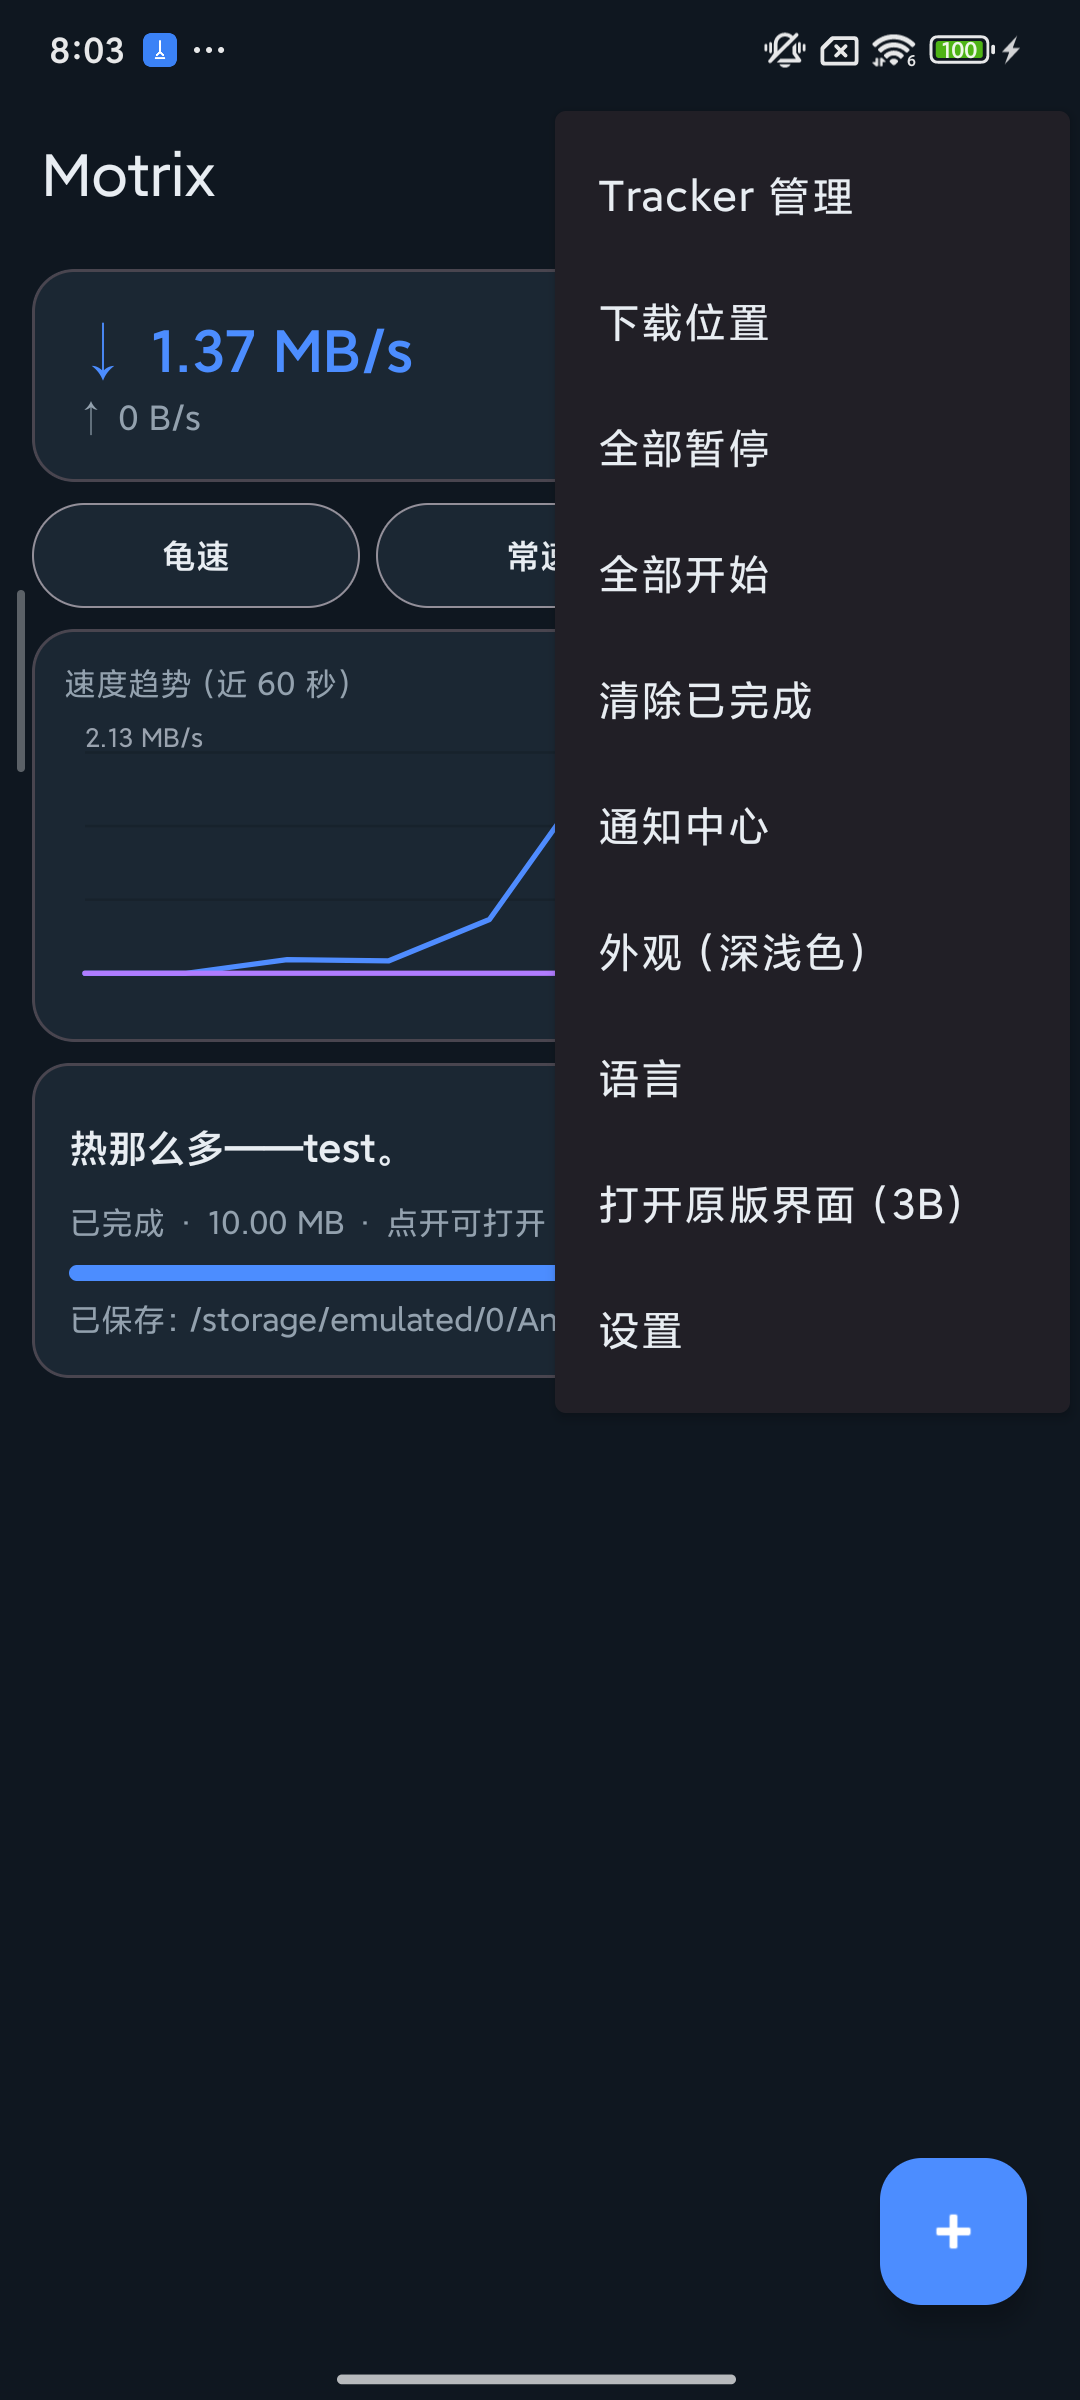 8:03
6
100
Motrix
1.37 MB/s
0 B/s
龟速
常
速度趋势（近 60 秒）
2.13 MB/s
热那么多——test。
已完成 · 10.00 MB · 点开可打开
已保存：/storage/emulated/0/An
Tracker 管理
下载位置
全部暂停
全部开始
清除已完成
通知中心
外观（深浅色）
语言
打开原版界面（3B）
设置